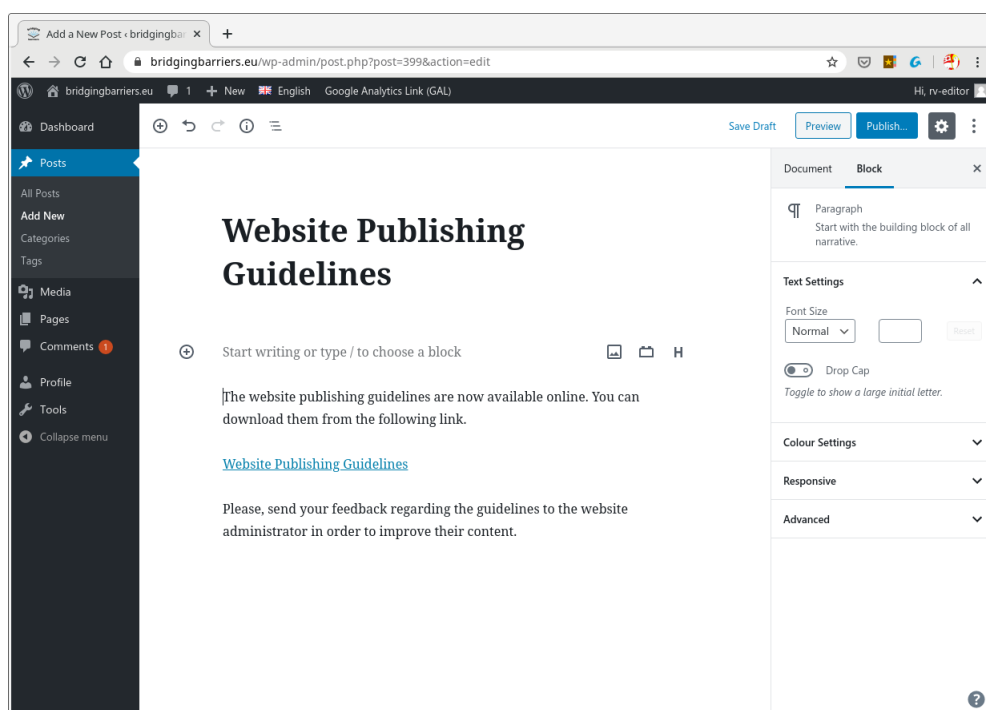 Add a New Post ‹ bridgingbar
bridgingbarriers.eu/wp-admin/post.php?post=399&action=edit
bridgingbarriers.eu 1 New English Google Analytics Link (GAL) Hi, rv-editor
Dashboard
Posts
All Posts
Add New
Categories
Tags
Media
Pages
Comments 1
Profile
Tools
Collapse menu
Save Draft Preview Publish...
Website Publishing
Guidelines
Start writing or type / to choose a block H
The website publishing guidelines are now available online. You can
download them from the following link.
Website Publishing Guidelines
Please, send your feedback regarding the guidelines to the website
administrator in order to improve their content.
Document Block
Paragraph
Start with the building block of all
narrative.
Text Settings
Font Size
Normal Reset
Drop Cap
Toggle to show a large initial letter.
Colour Settings
Responsive
Advanced